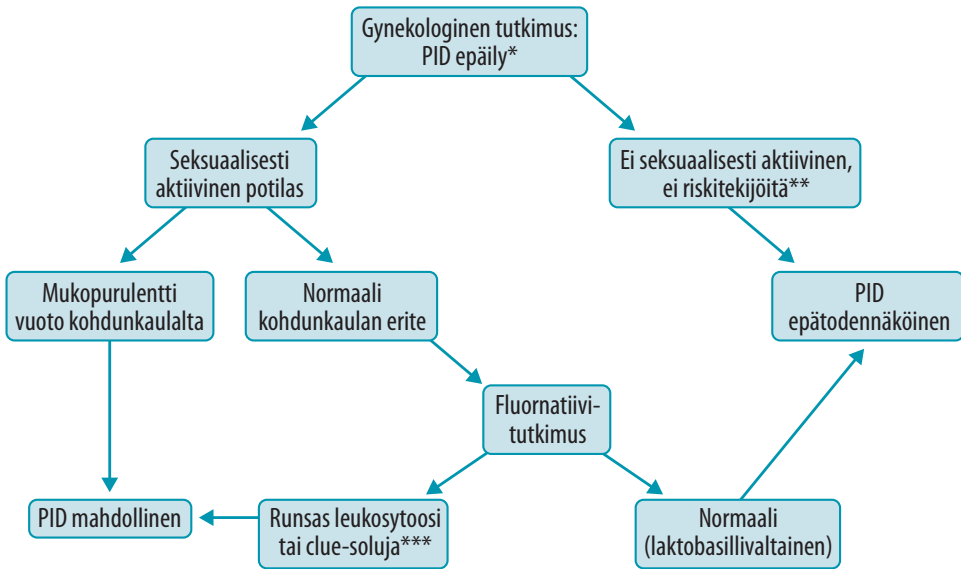 Gynekologinen tutkimus:
PID epäily*
Seksuaalisesti
aktiivinen potilas
Ei seksuaalisesti aktiivinen,
ei riskitekijöitä**
Mukopurulentti
vuoto kohdunkaulalta
Normaali
kohdunkaulan erite
PID
epätodennäköinen
Fluornatiivi-
tutkimus
PID mahdollinen
Runsas leukosytoosi
tai clue-soluja***
Normaali
(laktobasillivaltainen)